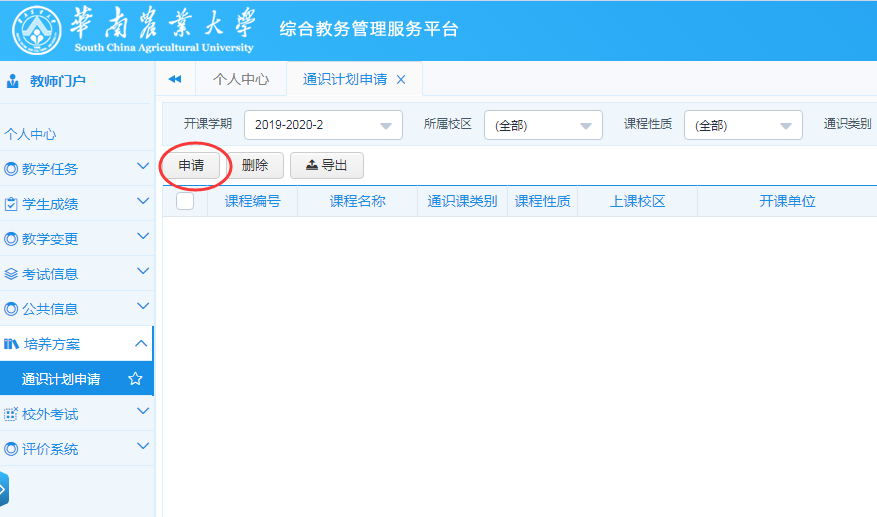 華南農業大學
South China Agricultural University
综合教务管理服务平台
教师门户
个人中心
通识计划申请
个人中心
教学任务
学生成绩
教学变更
考试信息
公共信息
培养方案
通识计划申请
校外考试
评价系统
开课学期 2019-2020-2 所属校区 (全部) 课程性质 (全部) 通识类别
申请 删除 导出
课程编号 课程名称 通识课类别 课程性质 上课校区 开课单位